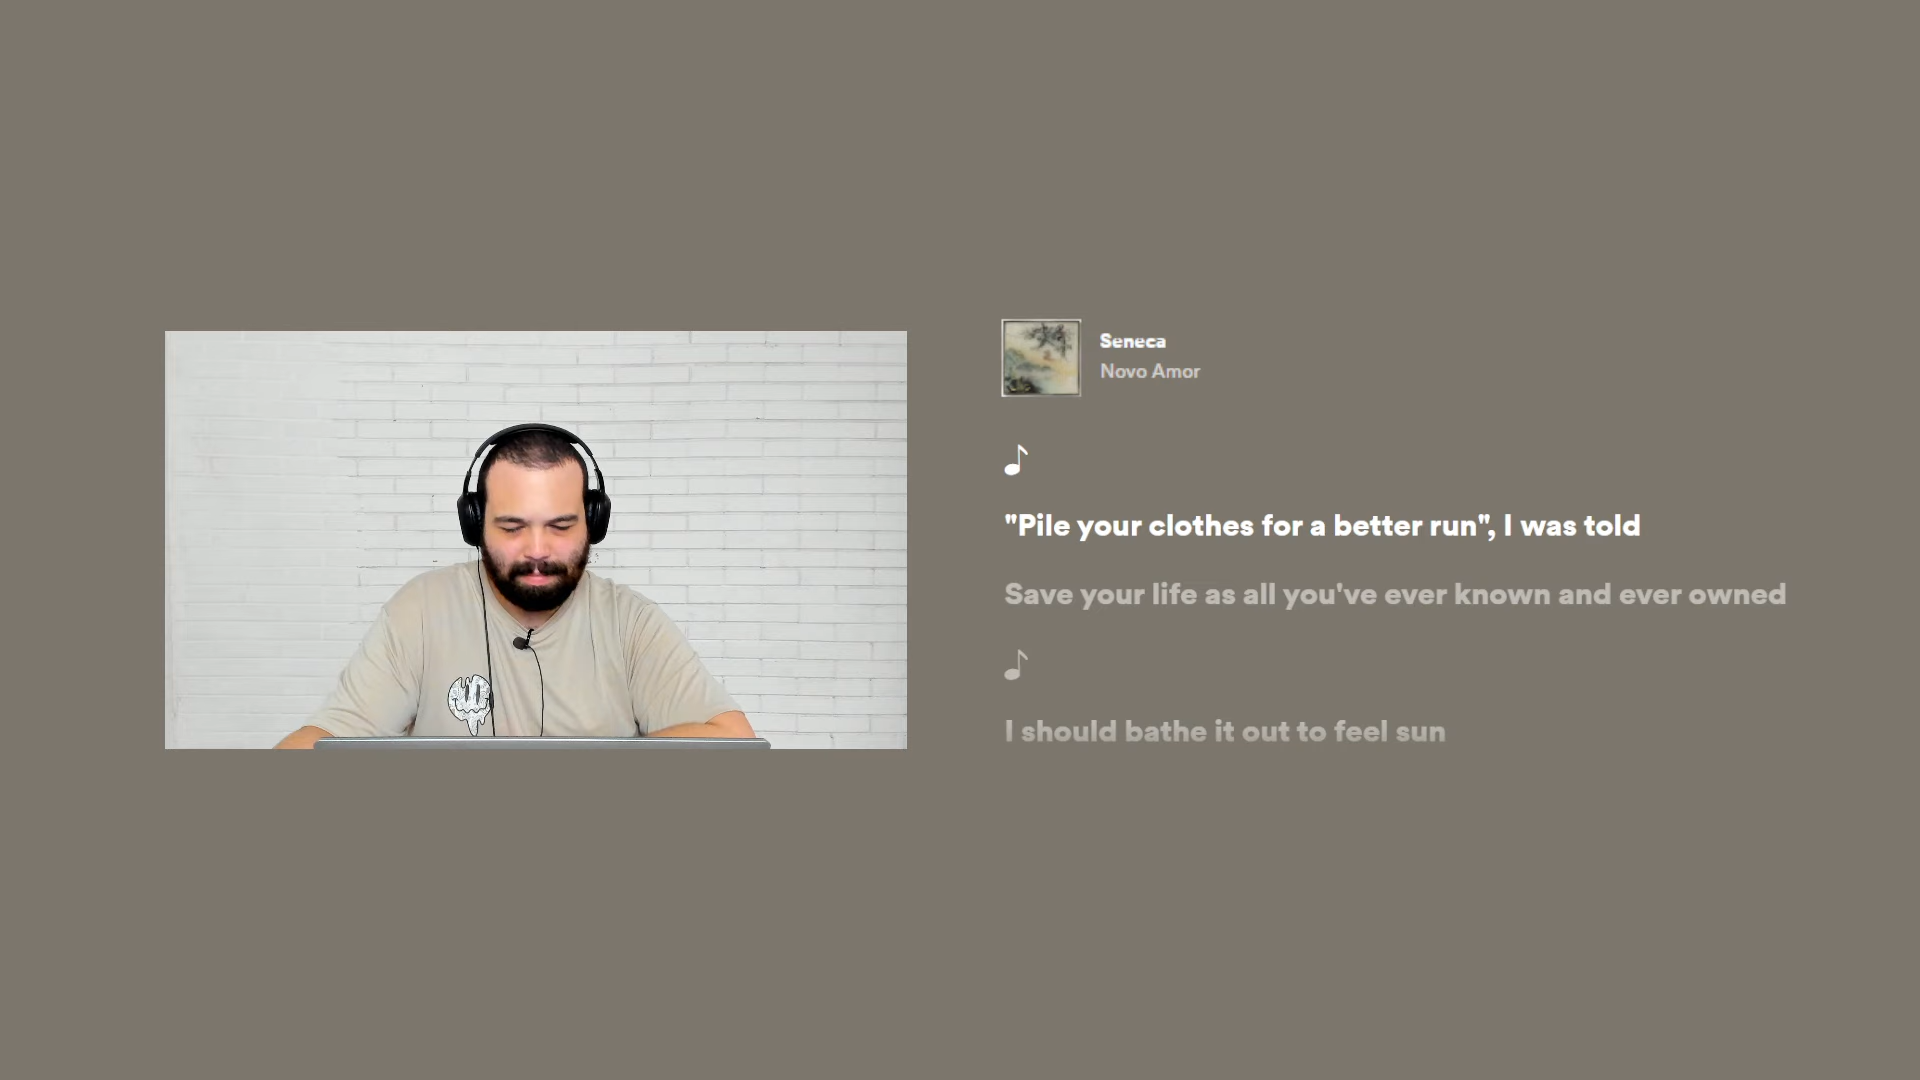 Seneca
Novo Amor
"Pile your clothes for a better run", I was told
Save your life as all you've ever known and ever owned
I should bathe it out to feel sun